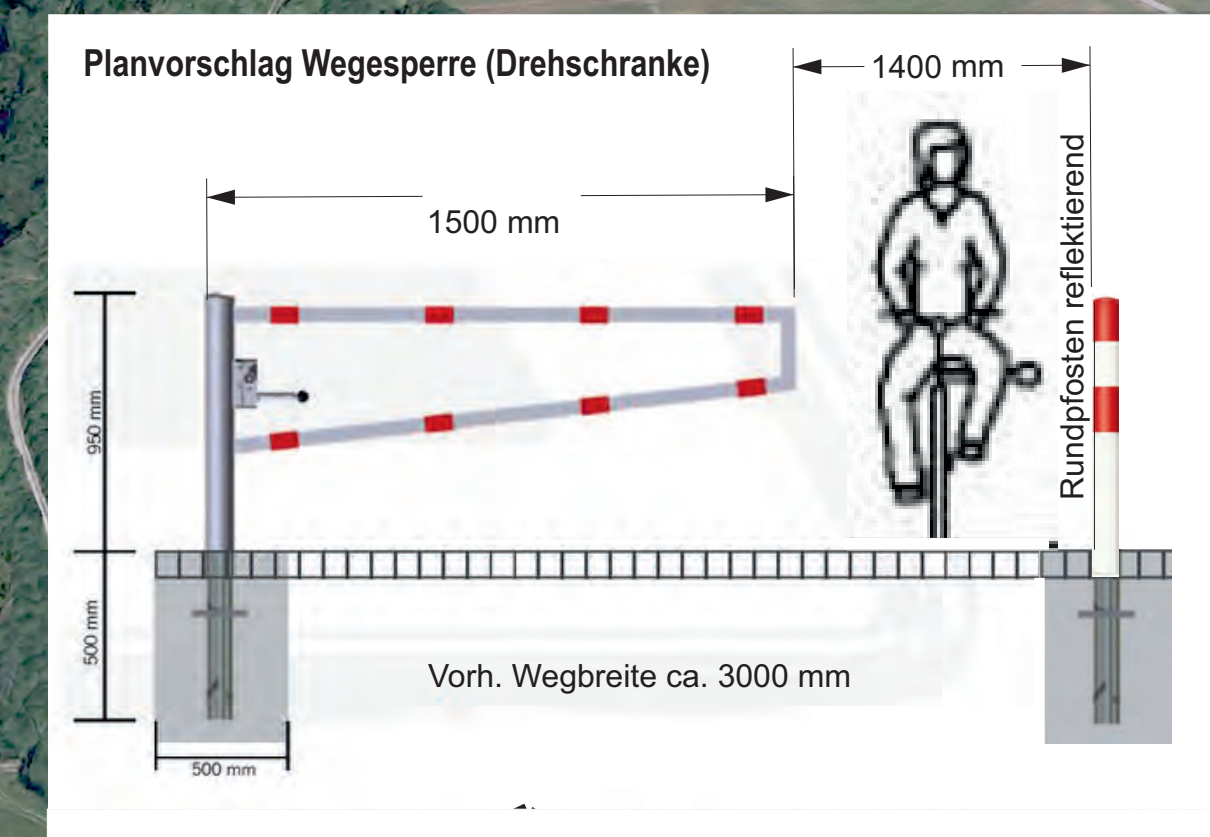 Planvorschlag Wegesperre (Drehschranke)
1400 mm
1500 mm
Rundpfosten reflektierend
950 mm
500 mm
Vorh. Wegbreite ca. 3000 mm
500 mm